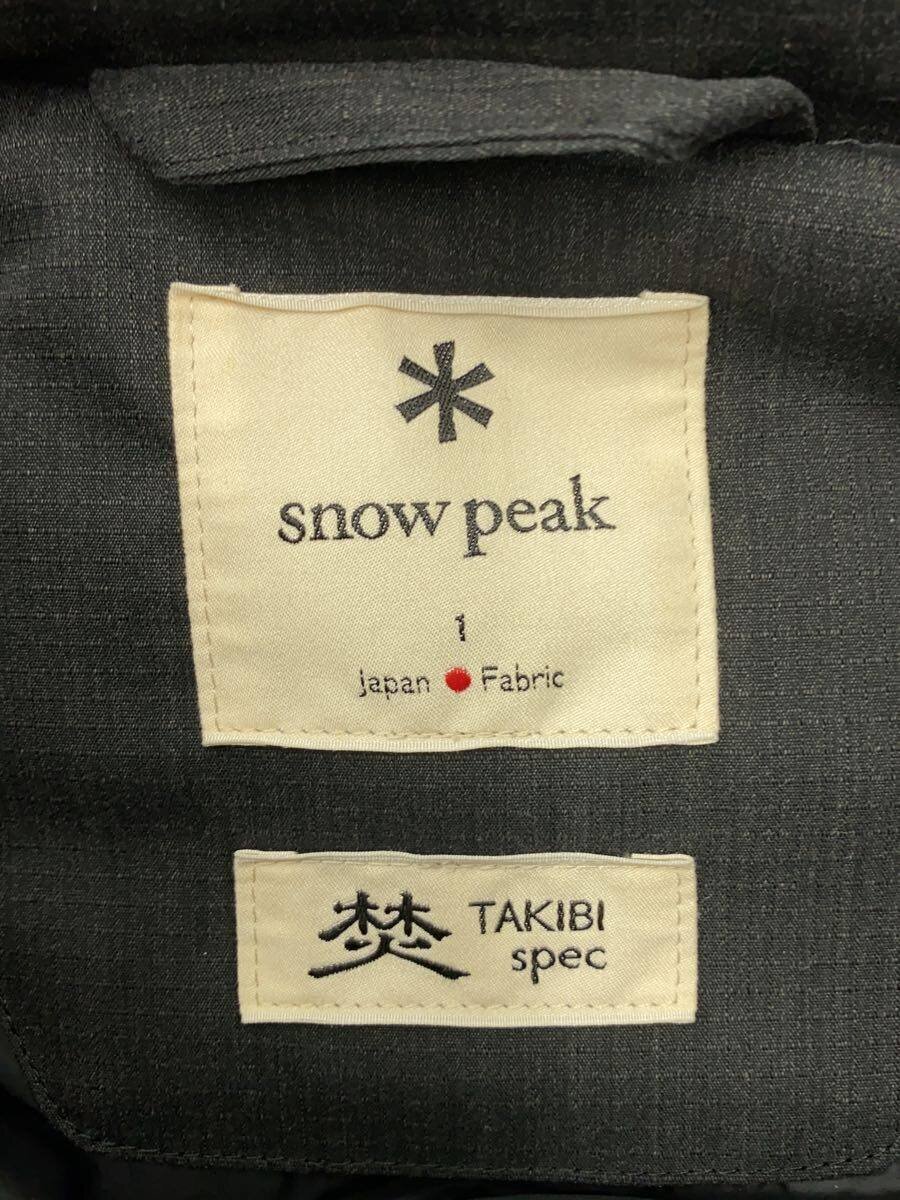 snow peak
1
Japan Fabric
焚 TAKIBI
spec